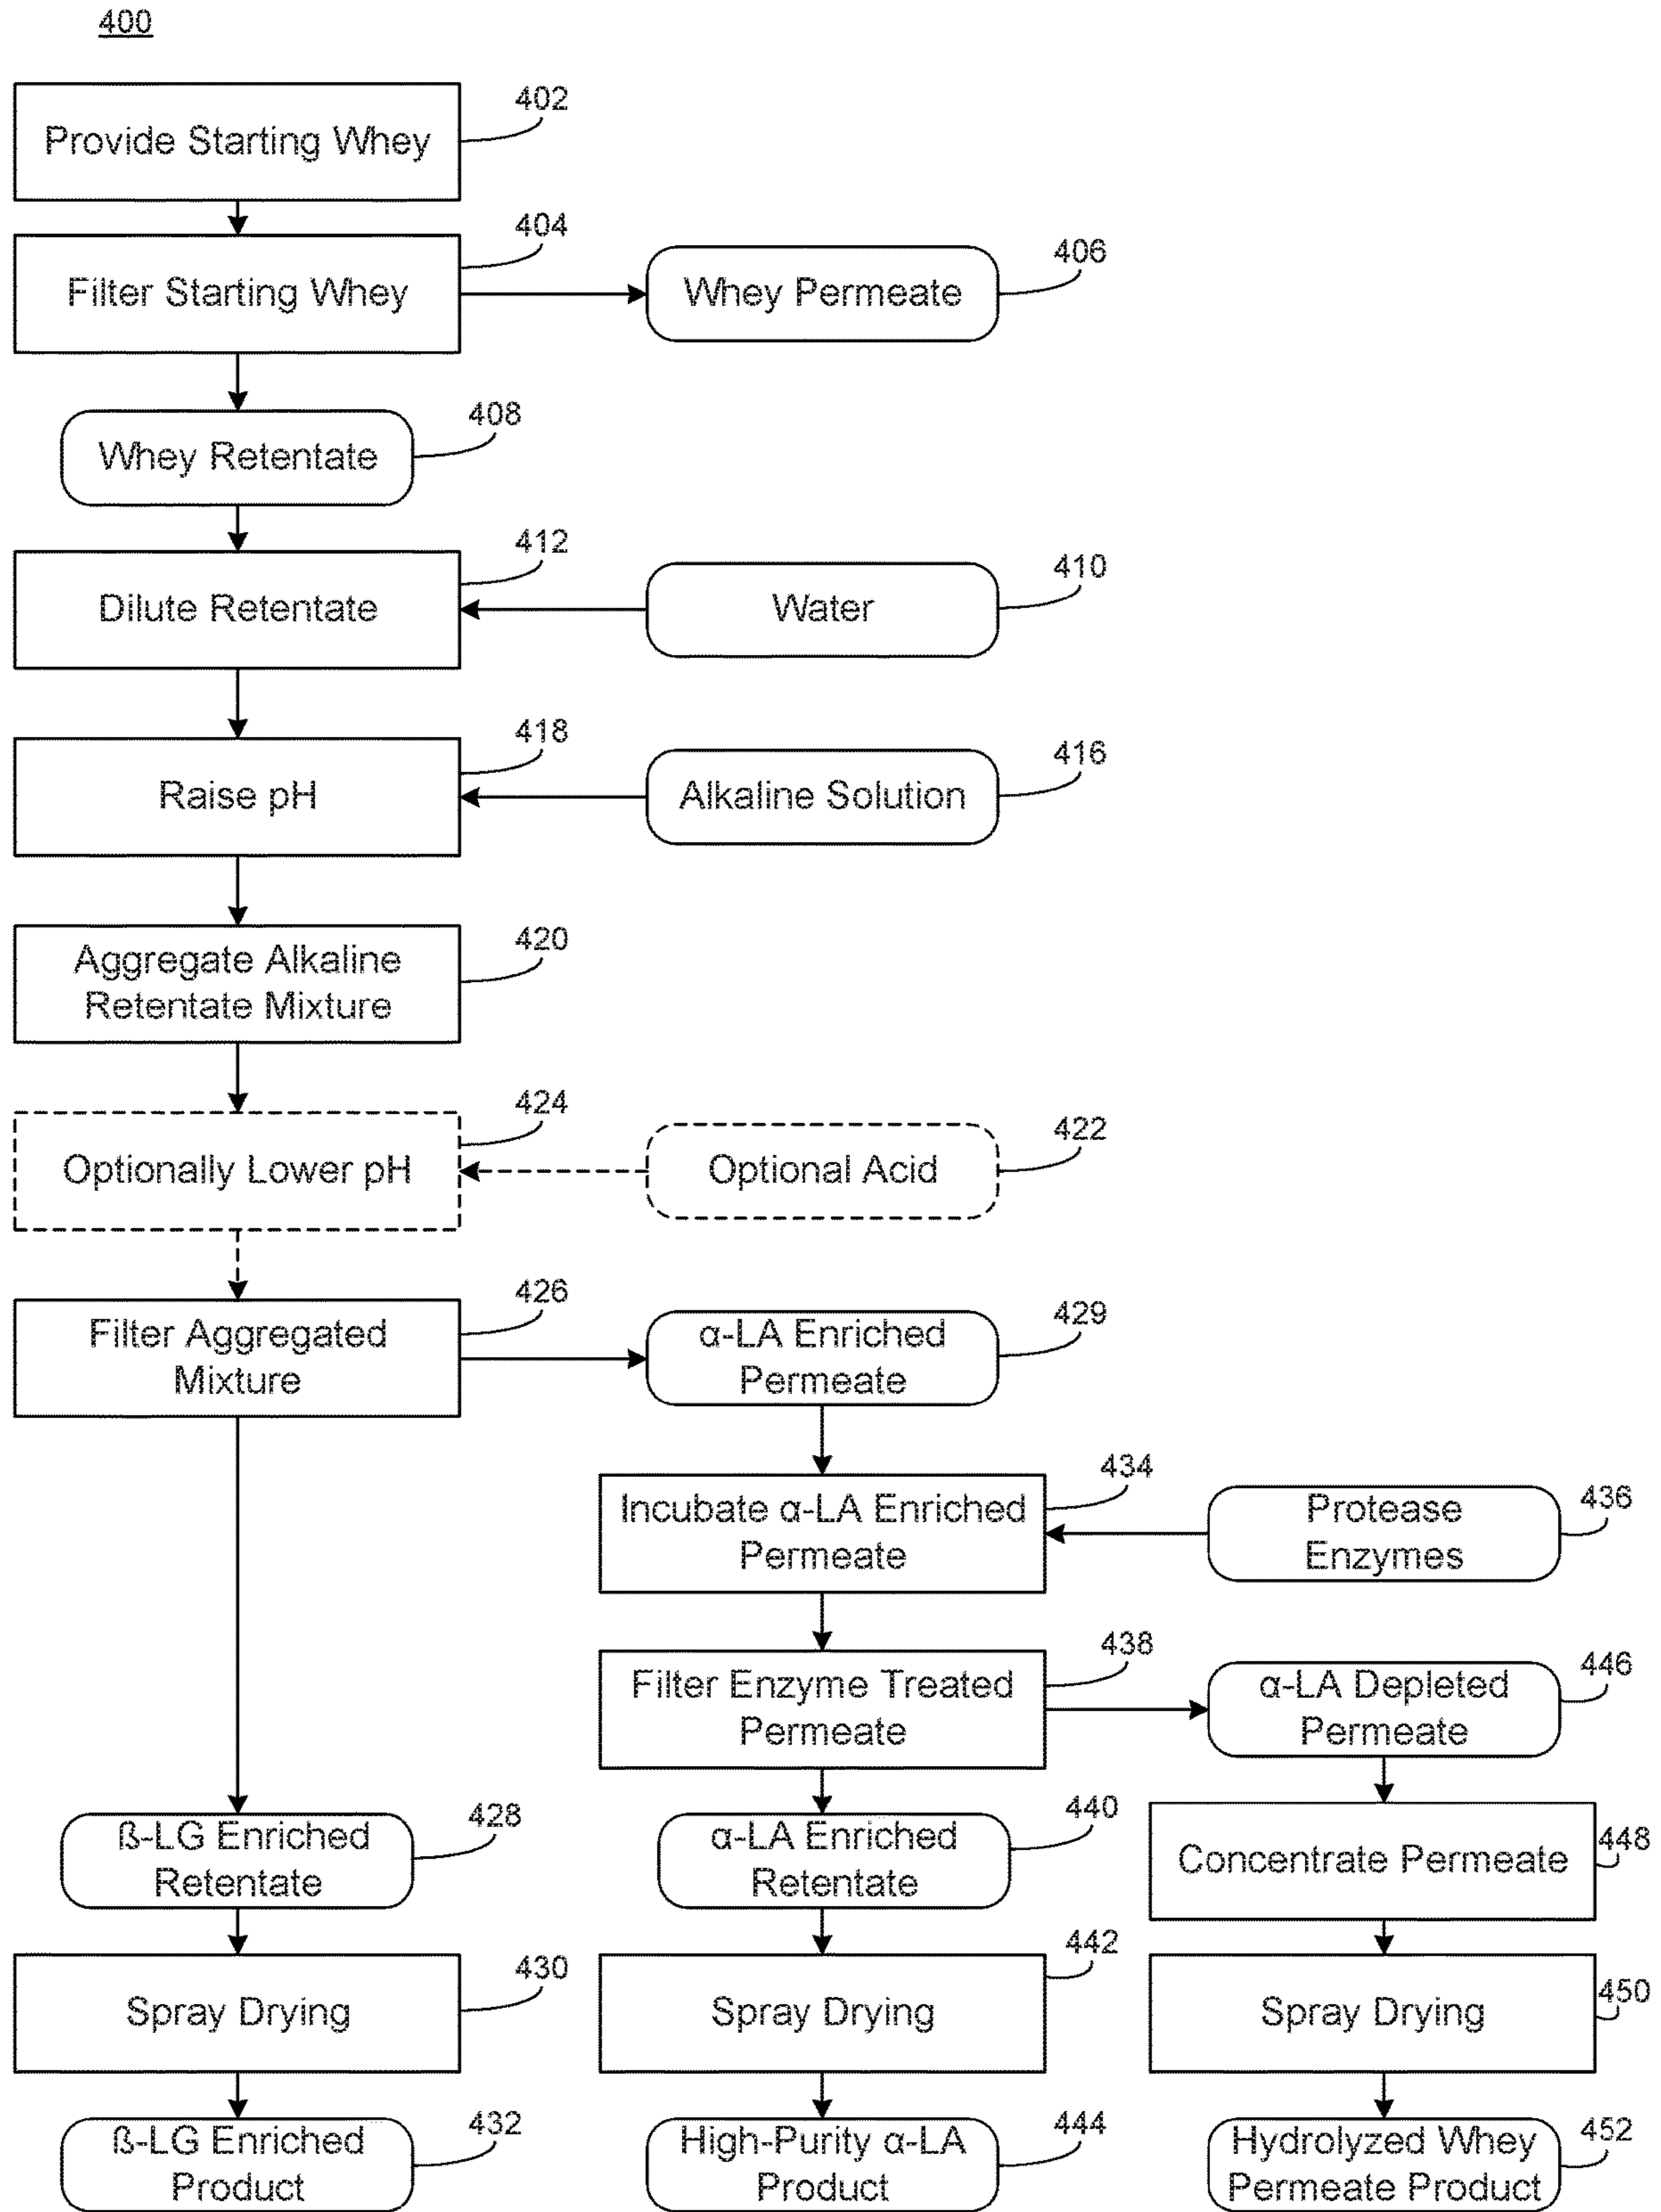 400
402
Provide Starting Whey
404
Filter Starting Whey
406
Whey Permeate
408
Whey Retentate
412
Dilute Retentate
410
Water
418
Raise pH
416
Alkaline Solution
420
Aggregate Alkaline
Retentate Mixture
424
Optionally Lower pH
422
Optional Acid
426
Filter Aggregated
Mixture
429
α-LA Enriched
Permeate
434
Incubate α-LA Enriched
Permeate
436
Protease
Enzymes
438
Filter Enzyme Treated
Permeate
446
α-LA Depleted
Permeate
428
ß-LG Enriched
Retentate
440
α-LA Enriched
Retentate
448
Concentrate Permeate
430
Spray Drying
442
Spray Drying
450
Spray Drying
432
ß-LG Enriched
Product
444
High-Purity α-LA
Product
452
Hydrolyzed Whey
Permeate Product